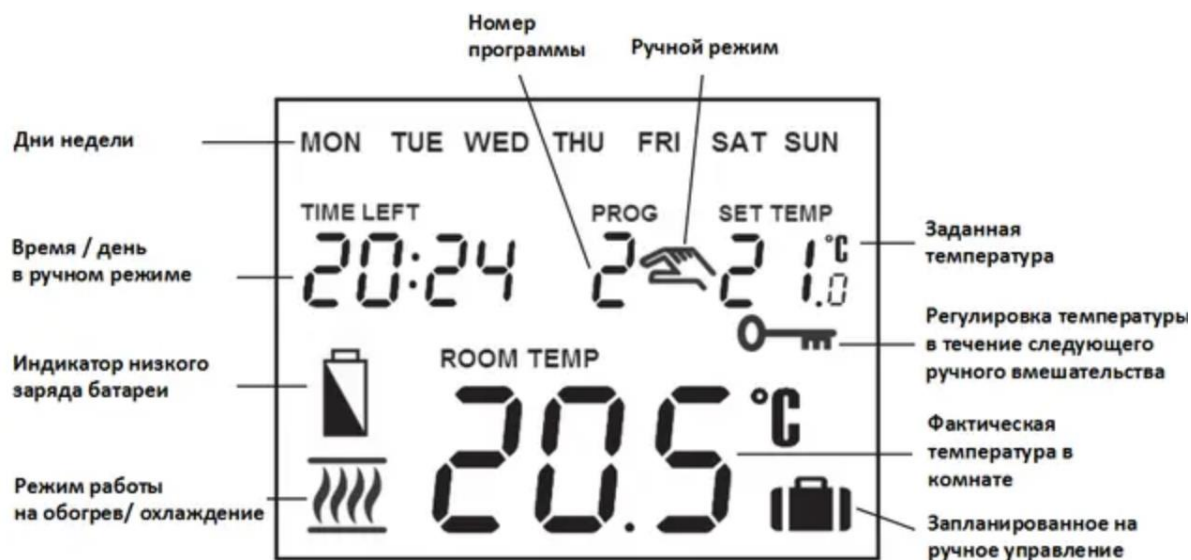 Номер
программы
Ручной режим
Дни недели
MON TUE WED THU FRI SAT SUN
TIME LEFT PROG SET TEMP
Время / день
в ручном режиме
20:24 2 21.0 °C
Заданная
температура
Регулировка температуры
в течение следующего
ручного вмешательства
Индикатор низкого
заряда батареи
ROOM TEMP
20.5 °C
Фактическая
температура в
комнате
Режим работы
на обогрев/ охлаждение
Запланированное на
ручное управление